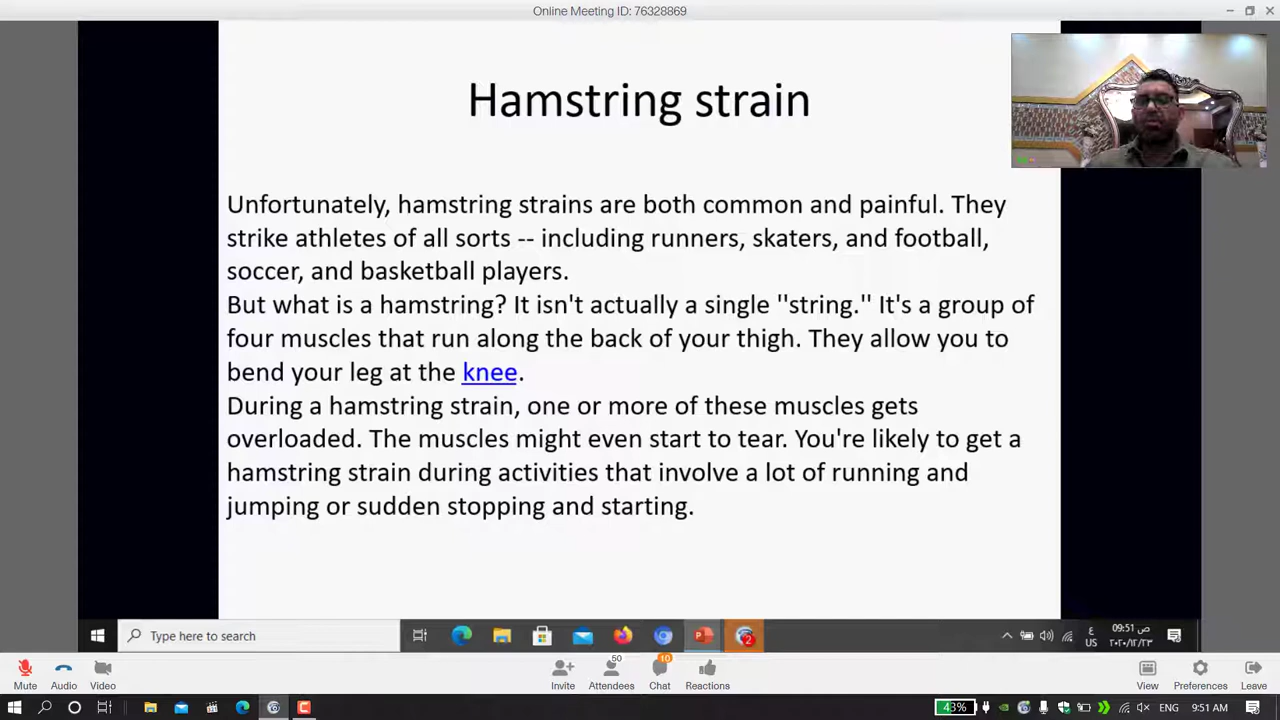 Online Meeting ID: 76328869
Hamstring strain
Unfortunately, hamstring strains are both common and painful. They
strike athletes of all sorts -- including runners, skaters, and football,
soccer, and basketball players.
But what is a hamstring? It isn't actually a single "string." It's a group of
four muscles that run along the back of your thigh. They allow you to
bend your leg at the knee.
During a hamstring strain, one or more of these muscles gets
overloaded. The muscles might even start to tear. You're likely to get a
hamstring strain during activities that involve a lot of running and
jumping or sudden stopping and starting.
Type here to search
2
ع
US
09:51 ص
٢٠٢٠/١٢/٢٣
50
10
Mute
Audio
Video
Invite
Attendees
Chat
Reactions
View
Preferences
Leave
43%
ENG
9:51 AM